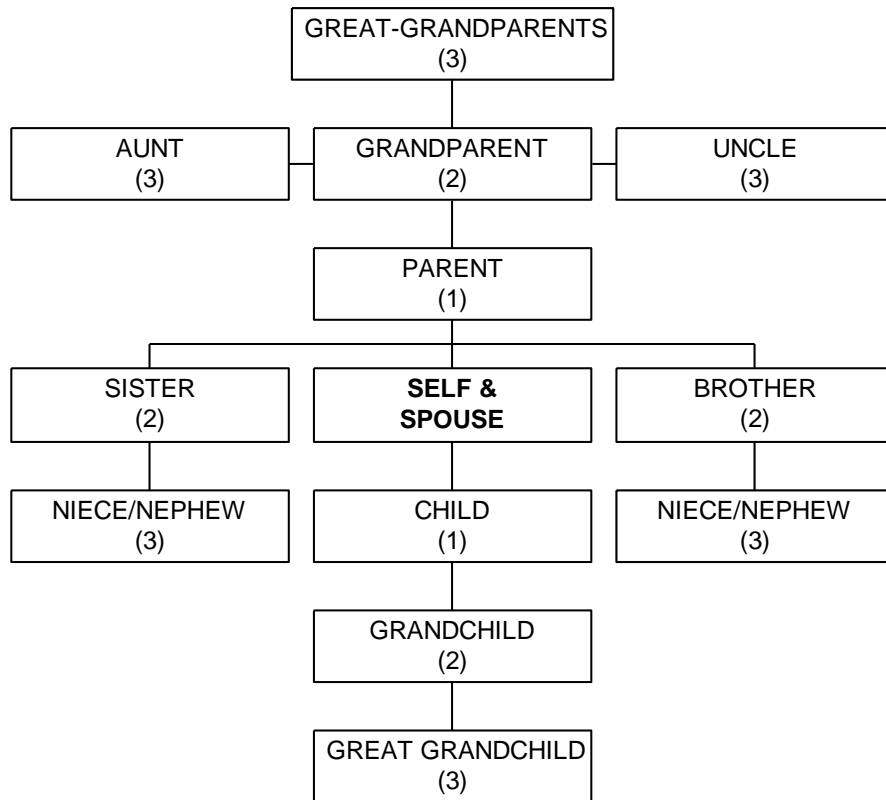 GREAT-GRANDPARENTS
(3)
AUNT
(3)
GRANDPARENT
(2)
UNCLE
(3)
PARENT
(1)
SISTER
(2)
SELF &
SPOUSE
BROTHER
(2)
NIECE/NEPHEW
(3)
CHILD
(1)
NIECE/NEPHEW
(3)
GRANDCHILD
(2)
GREAT GRANDCHILD
(3)